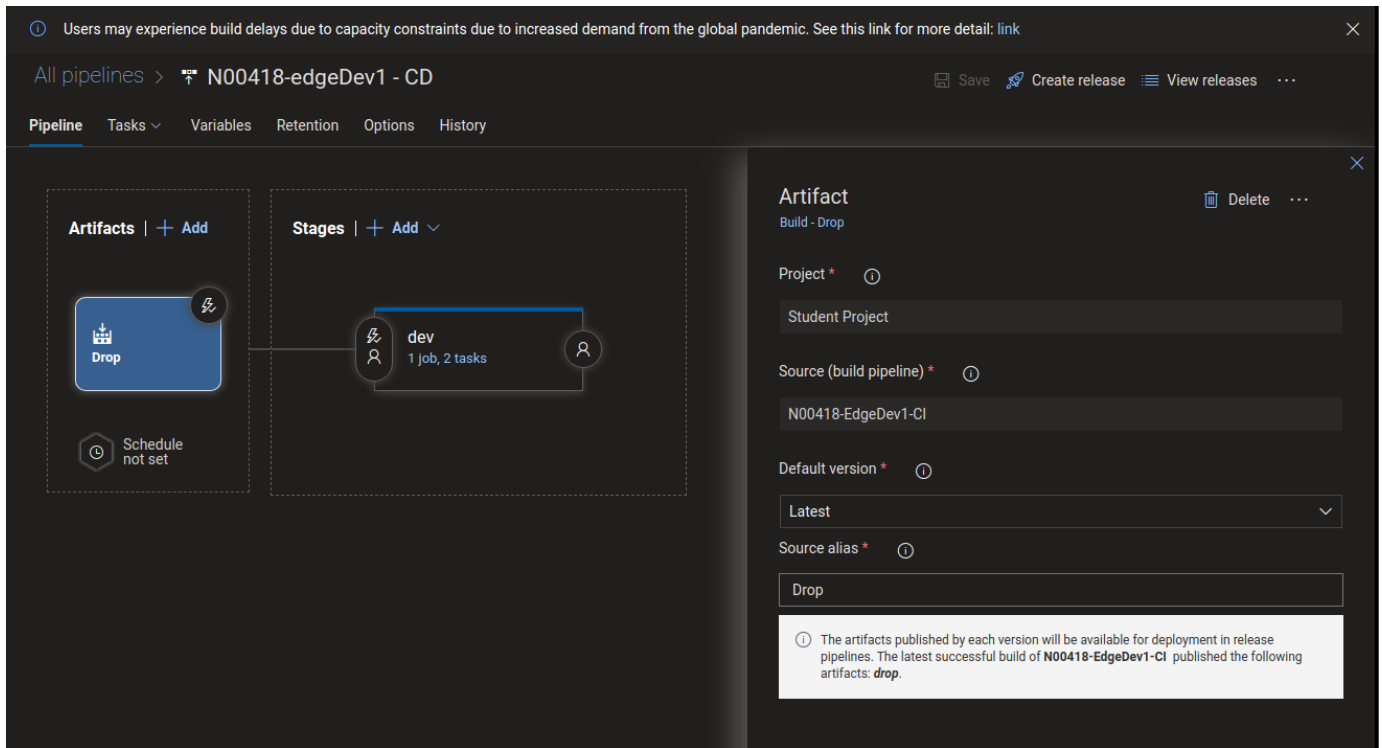 Users may experience build delays due to capacity constraints due to increased demand from the global pandemic. See this link for more detail: link
All pipelines > N00418-edgeDev1 - CD
Save Create release View releases ...
Pipeline Tasks Variables Retention Options History
Artifacts | + Add
Stages | + Add
Drop
dev
1 job, 2 tasks
Schedule
not set
Artifact
Delete ...
Build - Drop
Project *
Student Project
Source (build pipeline) *
N00418-EdgeDev1-CI
Default version *
Latest
Source alias *
Drop
The artifacts published by each version will be available for deployment in release
pipelines. The latest successful build of N00418-EdgeDev1-CI published the following
artifacts: drop.